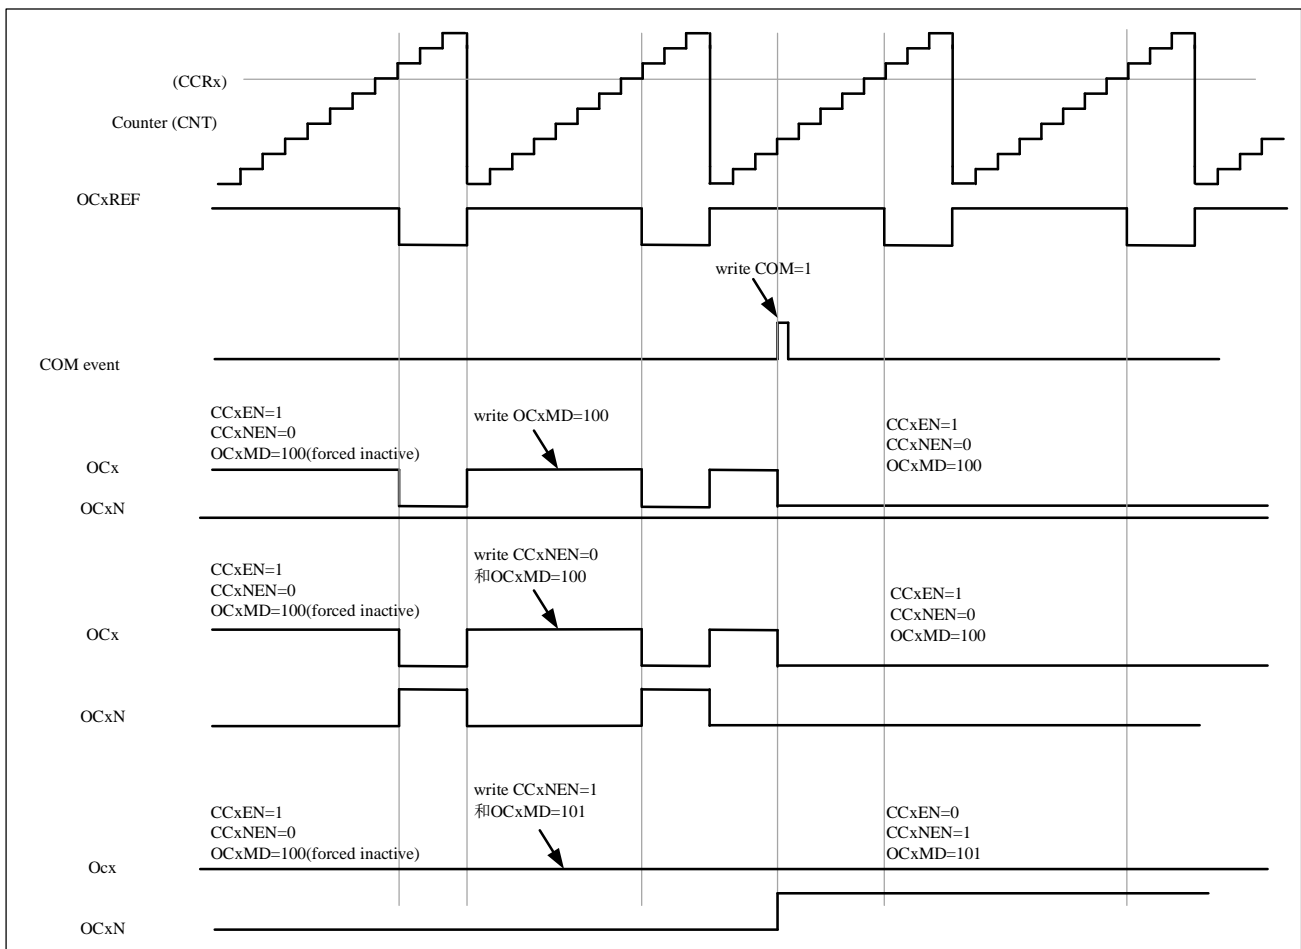 (CCRx)
Counter (CNT)
OCxREF
write COM=1
COM event
CCxEN=1
CCxNEN=0
OCxMD=100(forced inactive)
write OCxMD=100
CCxEN=1
CCxNEN=0
OCxMD=100
OCx
OCxN
CCxEN=1
CCxNEN=0
OCxMD=100(forced inactive)
write CCxNEN=0
和OCxMD=100
CCxEN=1
CCxNEN=0
OCxMD=100
OCx
OCxN
CCxEN=1
CCxNEN=0
OCxMD=100(forced inactive)
write CCxNEN=1
和OCxMD=101
CCxEN=0
CCxNEN=1
OCxMD=101
Ocx
OCxN